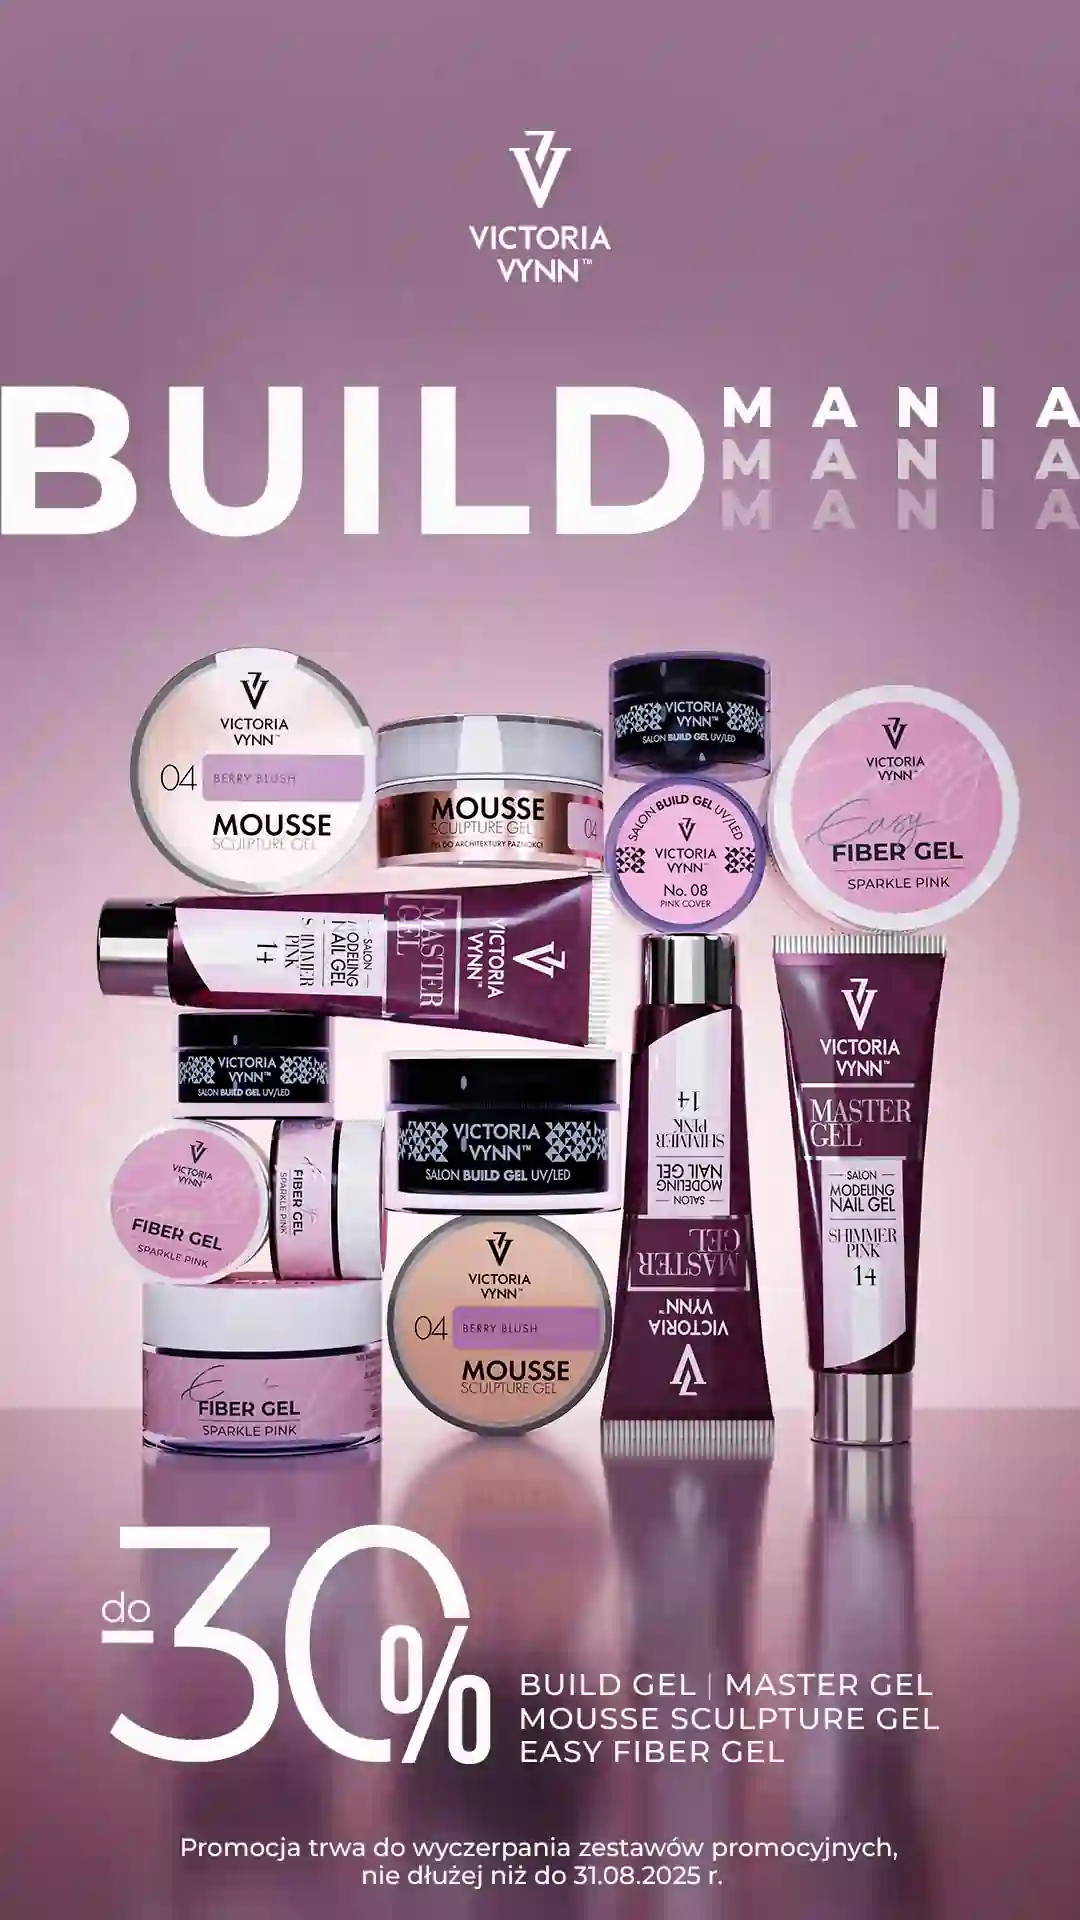 VICTORIA
VYNN™
BUILD MANIA
MANIA
MANIA
VICTORIA
VYNN™
04 BERRY BLUSH
MOUSSE
SCULPTURE GEL
MOUSSE
SCULPTURE GEL
ŻEL DO ARCHITEKTURY PAZNOKCI
04
VICTORIA
VYNN™
SALON BUILD GEL UV/LED
SALON BUILD GEL UV/LED
VICTORIA
VYNN™
No. 08
PINK COVER
VICTORIA
VYNN™
Easy
FIBER GEL
SPARKLE PINK
VICTORIA
VYNN™
MASTER
GEL
SALON
MODELING
NAIL GEL
SHIMMER
PINK
14
VICTORIA
VYNN™
SALON BUILD GEL UV/LED
VICTORIA
VYNN™
FIBER GEL
SPARKLE PINK
FIBER GEL
SPARKLE PINK
VICTORIA
VYNN™
SALON BUILD GEL UV/LED
FIBER GEL
SPARKLE PINK
VICTORIA
VYNN™
04 BERRY BLUSH
MOUSSE
SCULPTURE GEL
VICTORIA
VYNN™
MASTER
GEL
SALON
MODELING
NAIL GEL
SHIMMER
PINK
14
VICTORIA
VYNN™
MASTER
GEL
SALON
MODELING
NAIL GEL
SHIMMER
PINK
14
do -30%
BUILD GEL | MASTER GEL
MOUSSE SCULPTURE GEL
EASY FIBER GEL
Promocja trwa do wyczerpania zestawów promocyjnych,
nie dłużej niż do 31.08.2025 r.